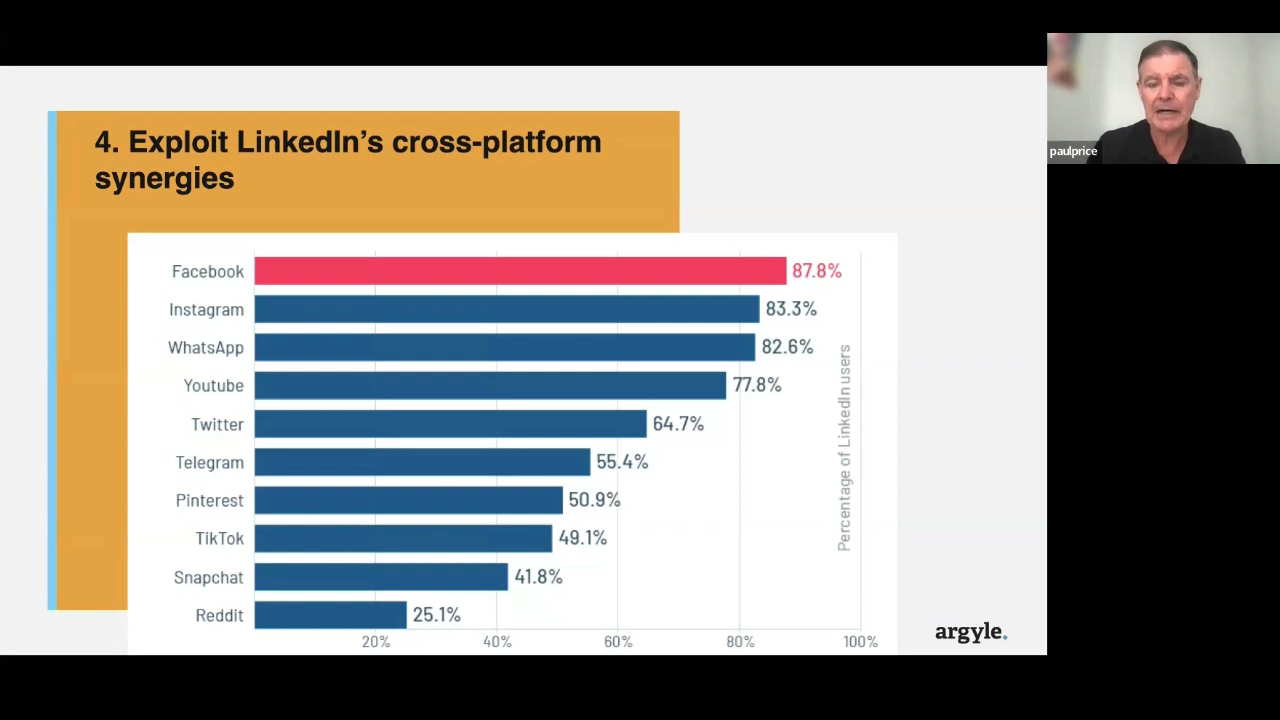 4. Exploit LinkedIn's cross-platform
synergies
Facebook 87.8%
Instagram 83.3%
WhatsApp 82.6%
Youtube 77.8%
Twitter 64.7%
Telegram 55.4%
Pinterest 50.9%
TikTok 49.1%
Snapchat 41.8%
Reddit 25.1%
20% 40% 60% 80% 100%
Percentage of LinkedIn users
argyle.
paulprice